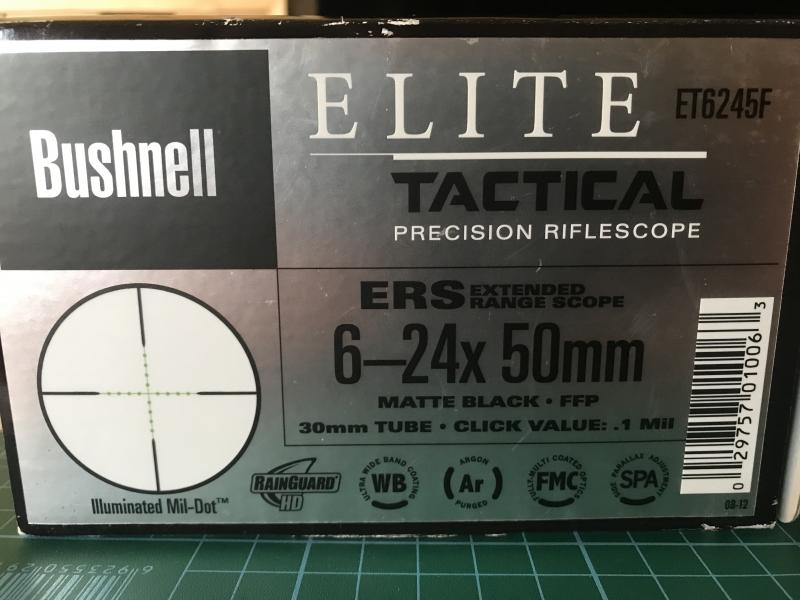 Bushnell
ELITE
ET6245F
TACTICAL
PRECISION RIFLESCOPE
ERS EXTENDED RANGE SCOPE
6–24x 50mm
MATTE BLACK • FFP
30mm TUBE • CLICK VALUE: .1 Mil
Illuminated Mil-Dot™
RAINGUARD® HD
ULTRA WIDE BAND COATING
WB
ARGON
Ar
PURGED
FULLY-MULTI COATED OPTICS
FMC
SIDE PARALLAX ADJUSTMENT
SPA
0 29757 01006 3
08-12